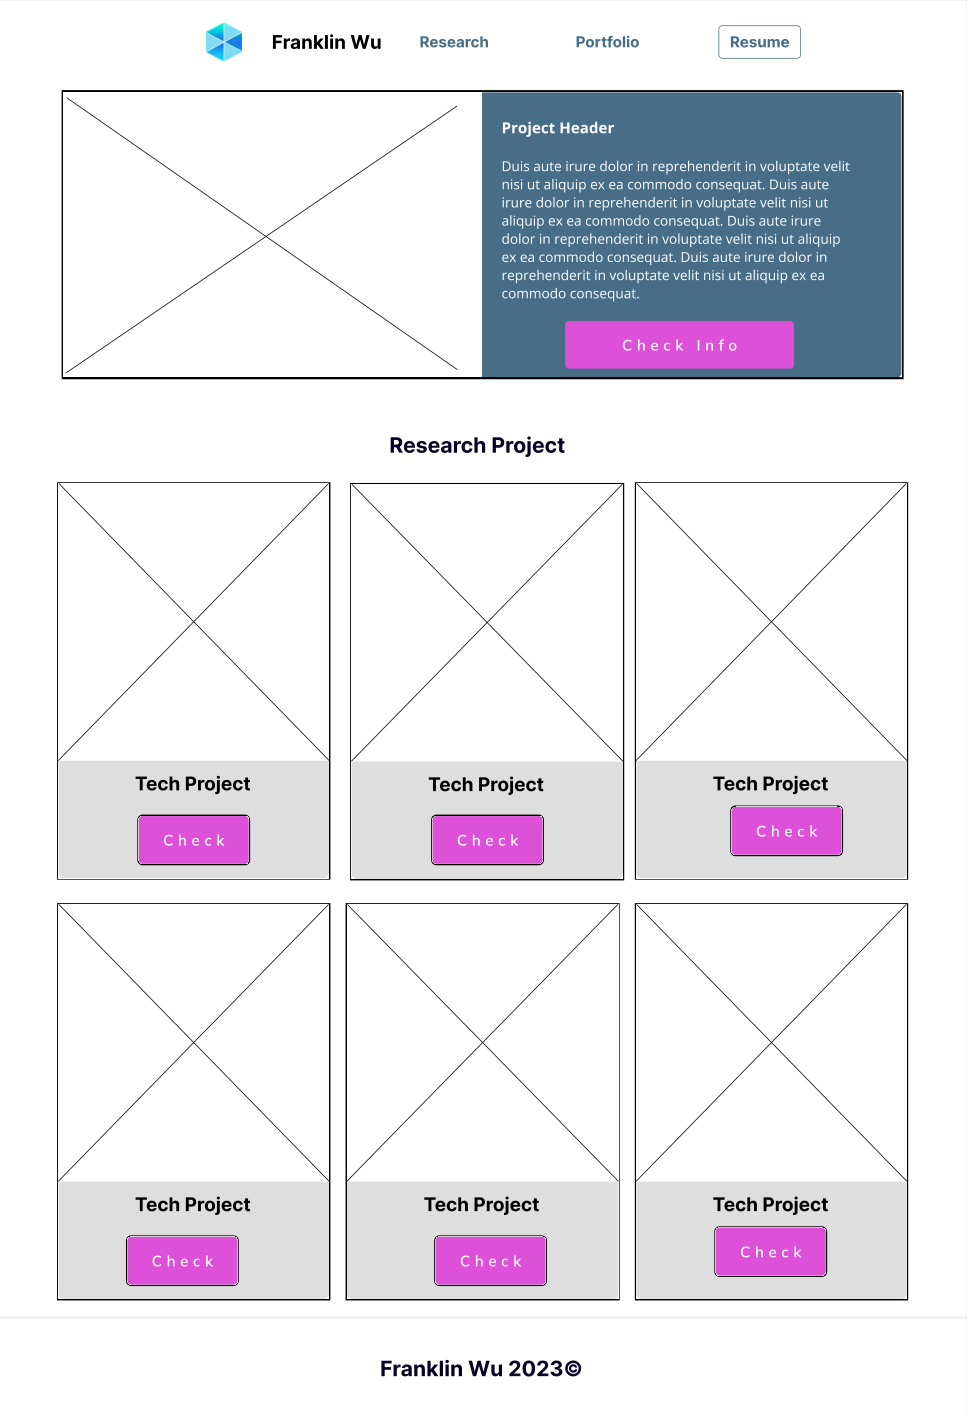 Franklin Wu Research Portfolio Resume
Project Header
Duis aute irure dolor in reprehenderit in voluptate velit
nisi ut aliquip ex ea commodo consequat. Duis aute
irure dolor in reprehenderit in voluptate velit nisi ut
aliquip ex ea commodo consequat. Duis aute irure
dolor in reprehenderit in voluptate velit nisi ut aliquip
ex ea commodo consequat. Duis aute irure dolor in
reprehenderit in voluptate velit nisi ut aliquip ex ea
commodo consequat.
Check Info
Research Project
Tech Project
Check
Tech Project
Check
Tech Project
Check
Tech Project
Check
Tech Project
Check
Tech Project
Check
Franklin Wu 2023©